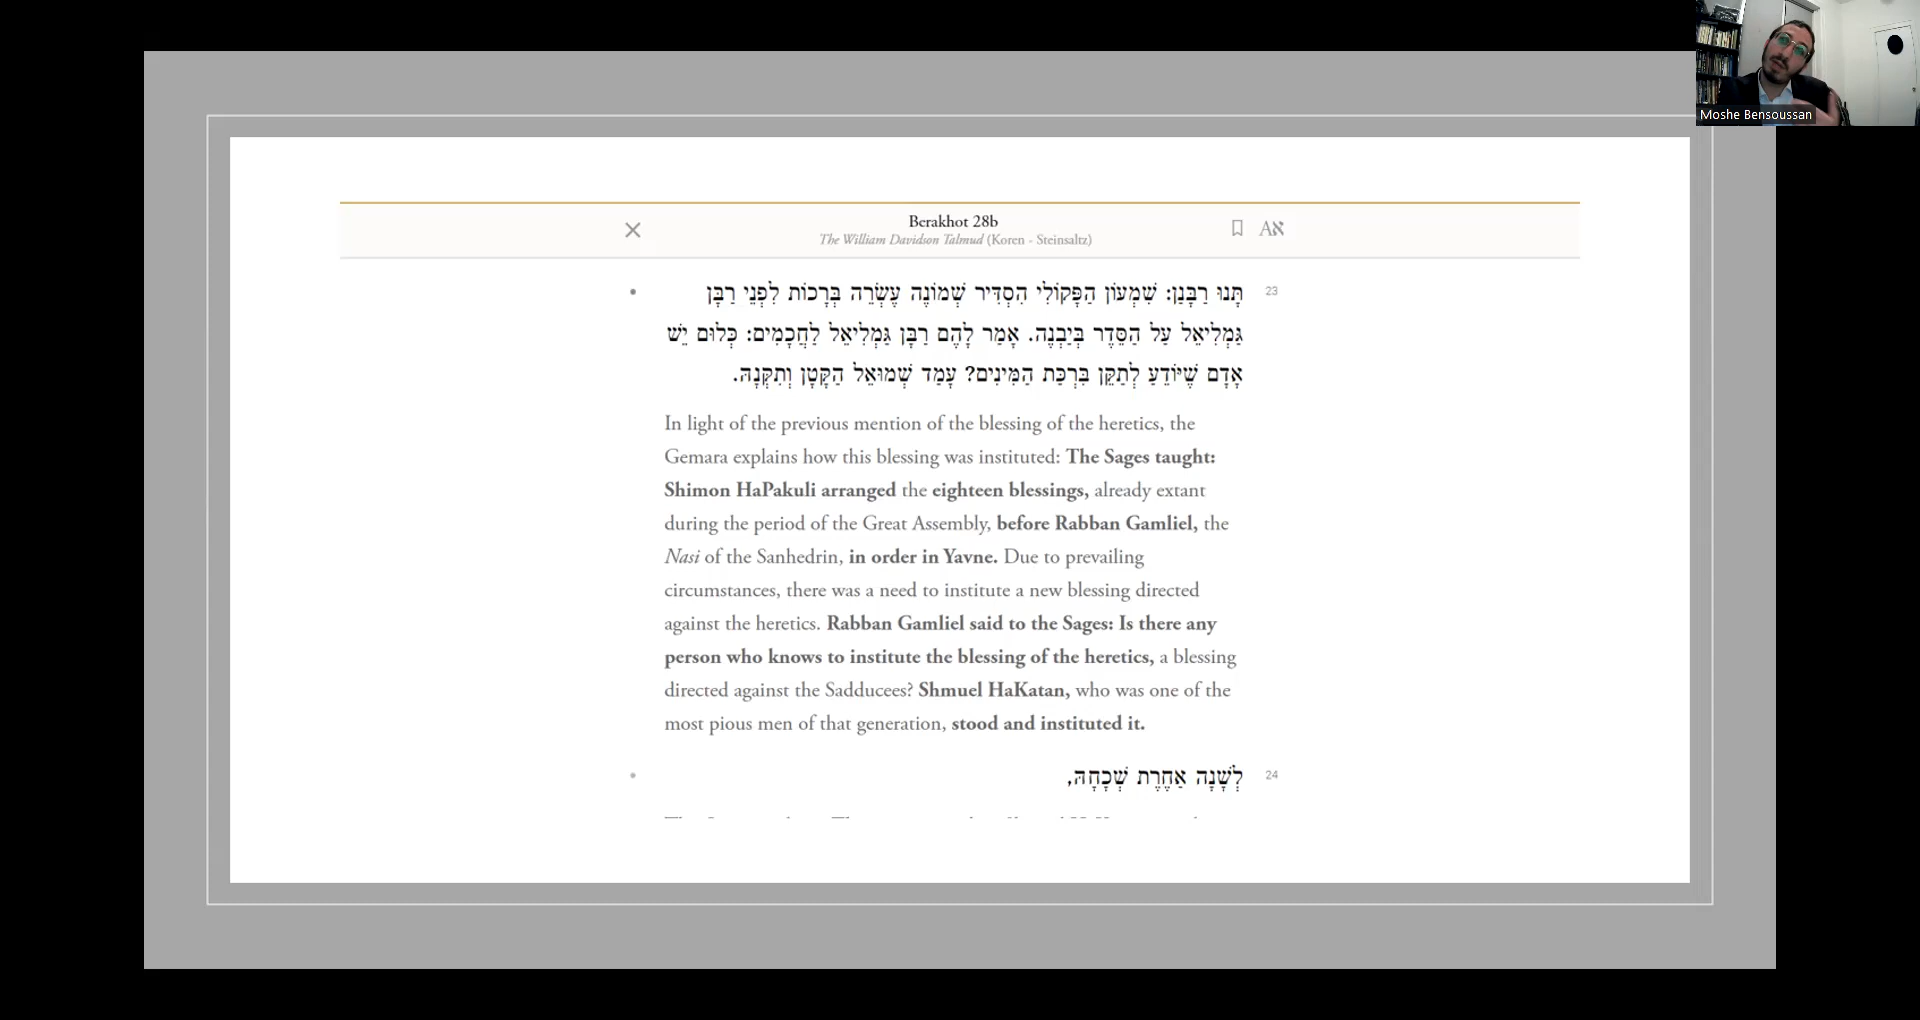 Moshe Bensoussan
Berakhot 28b
The William Davidson Talmud (Koren - Steinsaltz)
Aא
23
תָּנוּ רַבָּנַן: שִׁמְעוֹן הַפָּקוֹלִי הִסְדִּיר שְׁמוֹנֶה עֶשְׂרֵה בְּרָכוֹת לִפְנֵי רַבָּן
גַּמְלִיאֵל עַל הַסֵּדֶר בְּיַבְנֶה. אָמַר לָהֶם רַבָּן גַּמְלִיאֵל לַחֲכָמִים: כְּלוּם יֵשׁ
אָדָם שֶׁיּוֹדֵעַ לְתַקֵּן בִּרְכַּת הַמִּינִים? עָמַד שְׁמוּאֵל הַקָּטָן וְתִקְּנָהּ.
In light of the previous mention of the blessing of the heretics, the
Gemara explains how this blessing was instituted: The Sages taught:
Shimon HaPakuli arranged the eighteen blessings, already extant
during the period of the Great Assembly, before Rabban Gamliel, the
Nasi of the Sanhedrin, in order in Yavne. Due to prevailing
circumstances, there was a need to institute a new blessing directed
against the heretics. Rabban Gamliel said to the Sages: Is there any
person who knows to institute the blessing of the heretics, a blessing
directed against the Sadducees? Shmuel HaKatan, who was one of the
most pious men of that generation, stood and instituted it.
24
לְשָׁנָה אַחֶרֶת שְׁכָחָהּ,